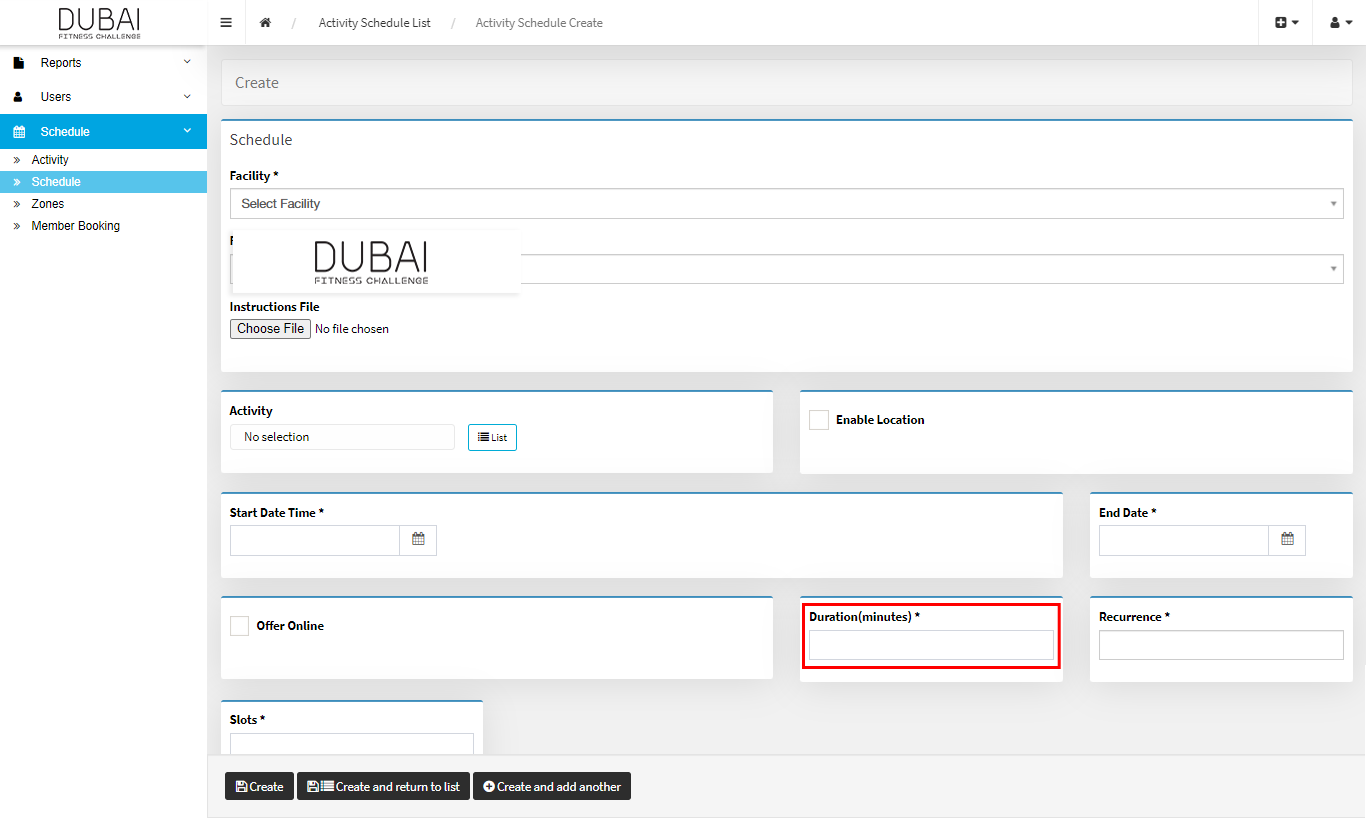 DUBAI
FITNESS CHALLENGE
Activity Schedule List / Activity Schedule Create
Reports
Users
Schedule
Activity
Schedule
Zones
Member Booking
Create
Schedule
Facility *
Select Facility
DUBAI
FITNESS CHALLENGE
Instructions File
Choose File No file chosen
Activity
No selection
List
Enable Location
Start Date Time *
End Date *
Offer Online
Duration(minutes) *
Recurrence *
Slots *
Create
Create and return to list
Create and add another